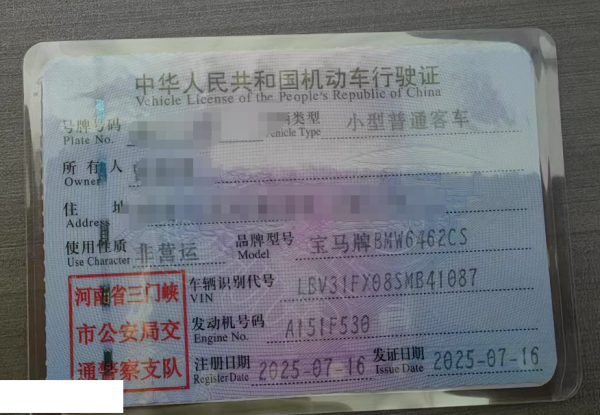 中华人民共和国机动车行驶证
Vehicle License of the People's Republic of China
号牌号码 类型 小型普通客车
Plate No. Vehicle Type
所有人
Owner
住 址
Address
使用性质 非营运 品牌型号 宝马牌BMW6462CS
Use Character Model
河南省三门峡
市公安局交
通警察支队
车辆识别代号 LBV31FX08SMB41087
VIN
发动机号码 A151F530
Engine No.
注册日期 2025-07-16 发证日期 2025-07-16
Register Date Issue Date